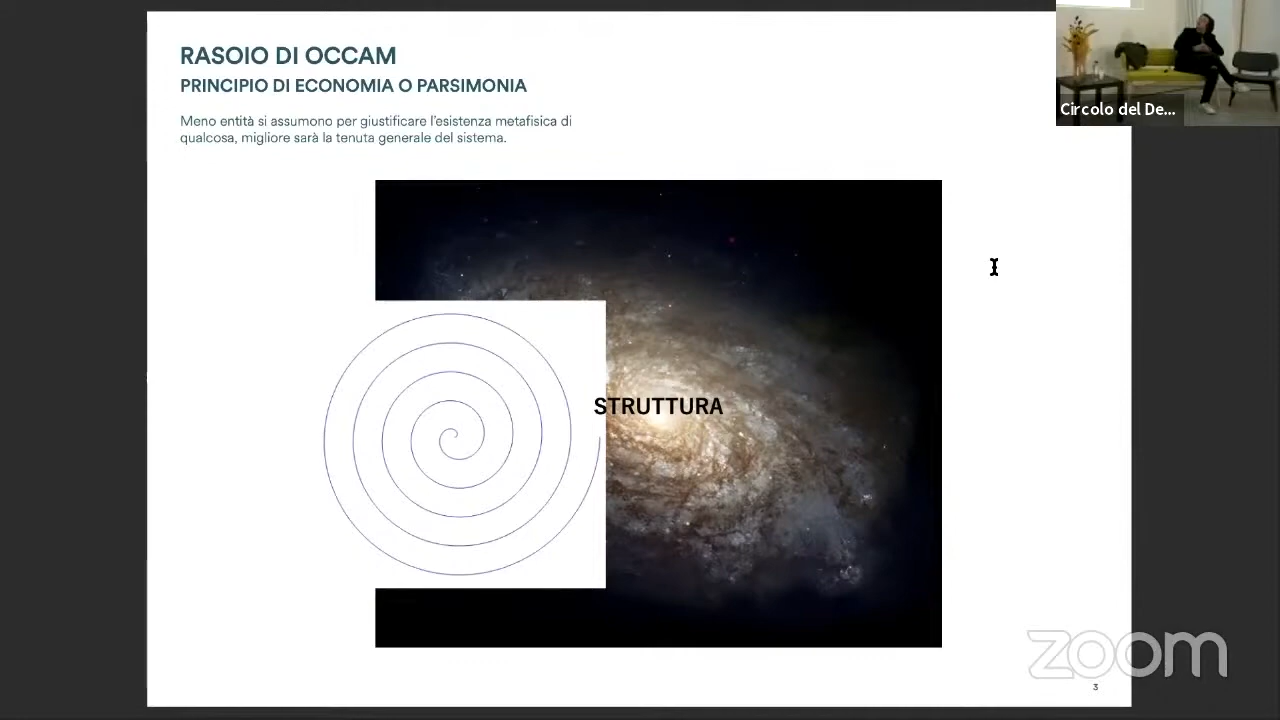 RASOIO DI OCCAM
PRINCIPIO DI ECONOMIA O PARSIMONIA
Meno entità si assumono per giustificare l'esistenza metafisica di
qualcosa, migliore sarà la tenuta generale del sistema.
Circolo del De...
STRUTTURA
zoom
3